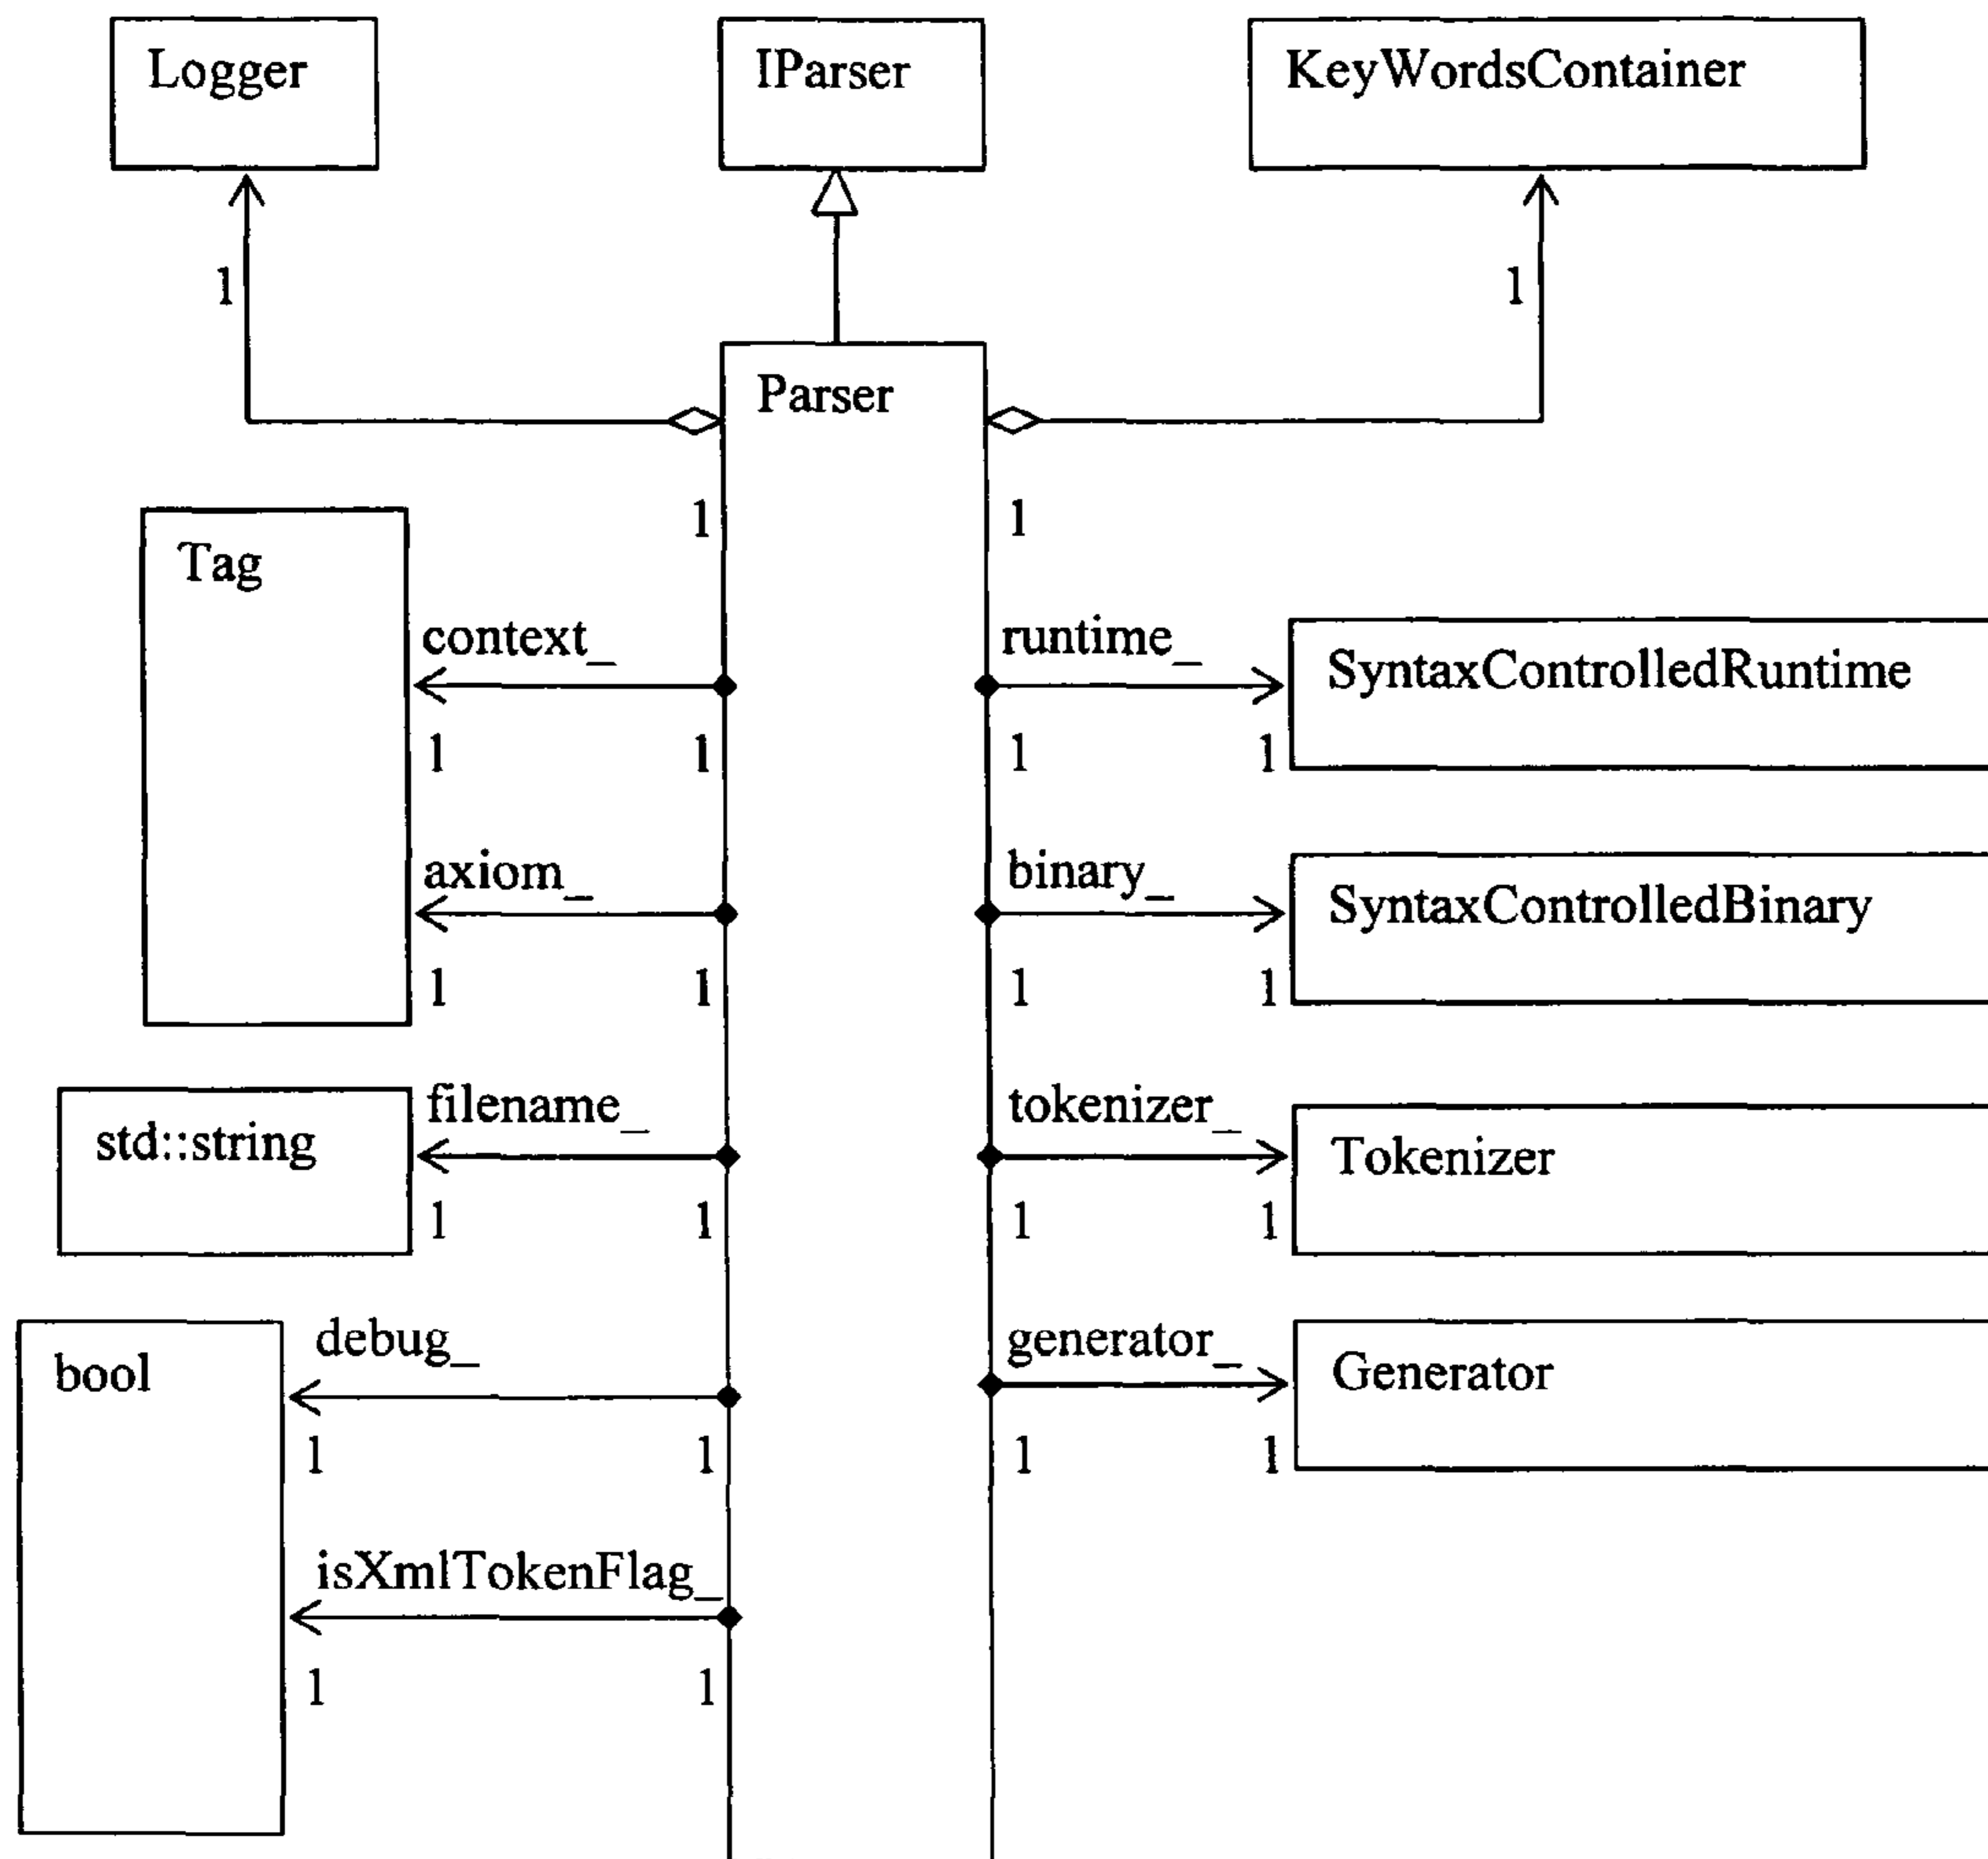 Logger
IParser
KeyWordsContainer
1
1
Parser
1
1
Tag
context_
runtime_
SyntaxControlledRuntime
1
1
1
1
axiom_
binary_
SyntaxControlledBinary
1
1
1
1
filename_
tokenizer_
std::string
Tokenizer
1
1
1
1
debug_
generator_
bool
Generator
1
1
1
1
isXmlTokenFlag_
1
1